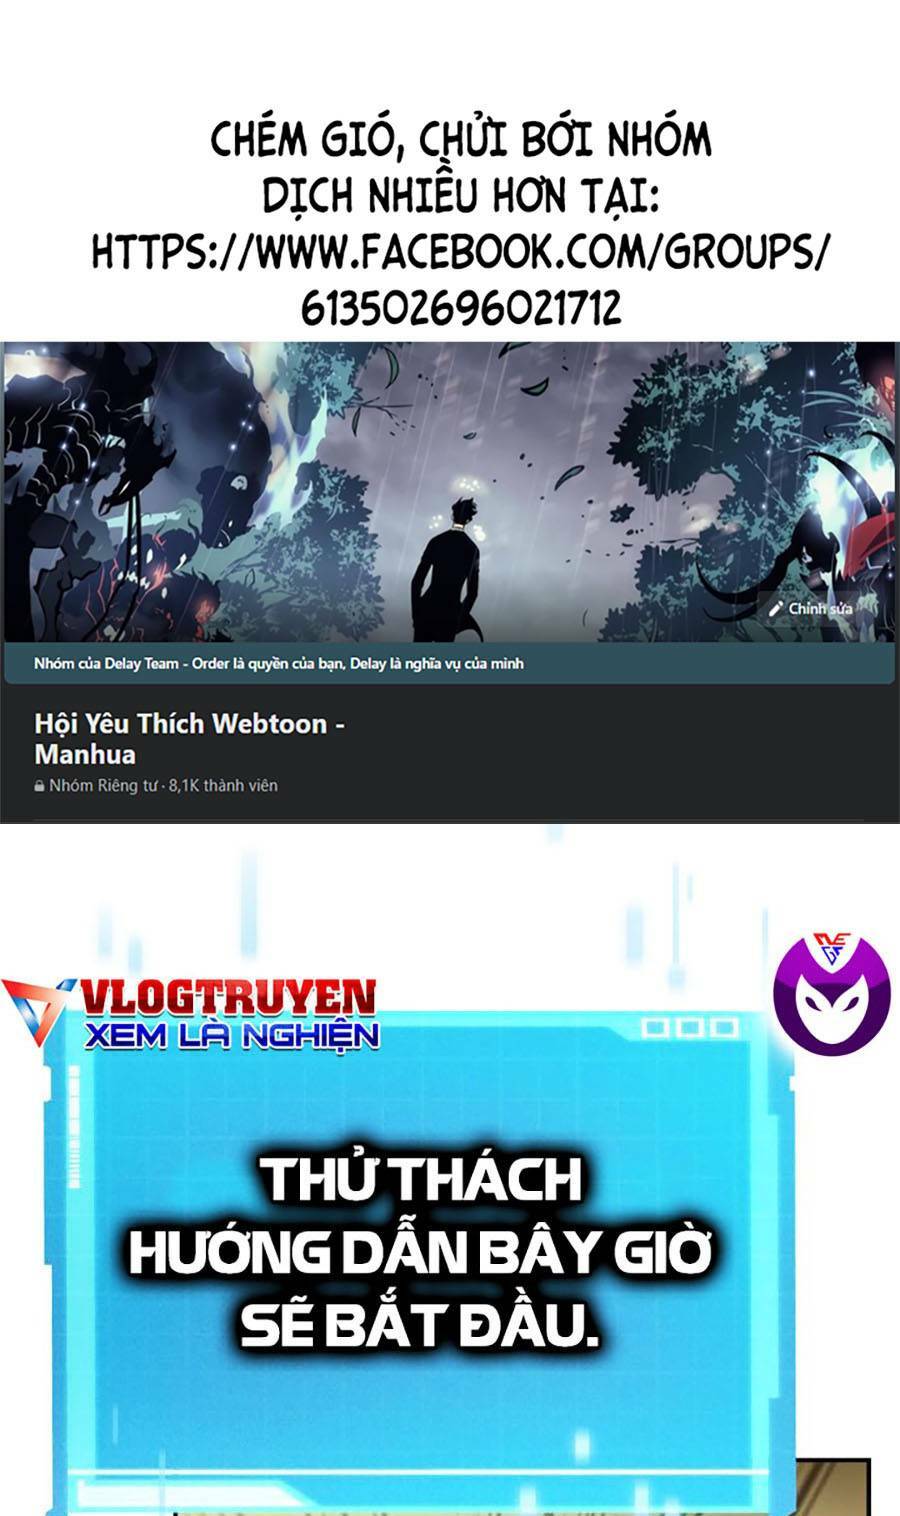 CHÉM GIÓ, CHỬI BỚI NHÓM
DỊCH NHIỀU HƠN TẠI:
HTTPS://WWW.FACEBOOK.COM/GROUPS/
613502696021712
Chỉnh sửa
Nhóm của Delay Team - Order là quyền của bạn, Delay là nghĩa vụ của mình
Hội Yêu Thích Webtoon -
Manhua
Nhóm Riêng tư · 8,1K thành viên
VLOGTRUYEN
XEM LÀ NGHIỆN
THỬ THÁCH
HƯỚNG DẪN BÂY GIỜ
SẼ BẮT ĐẦU.